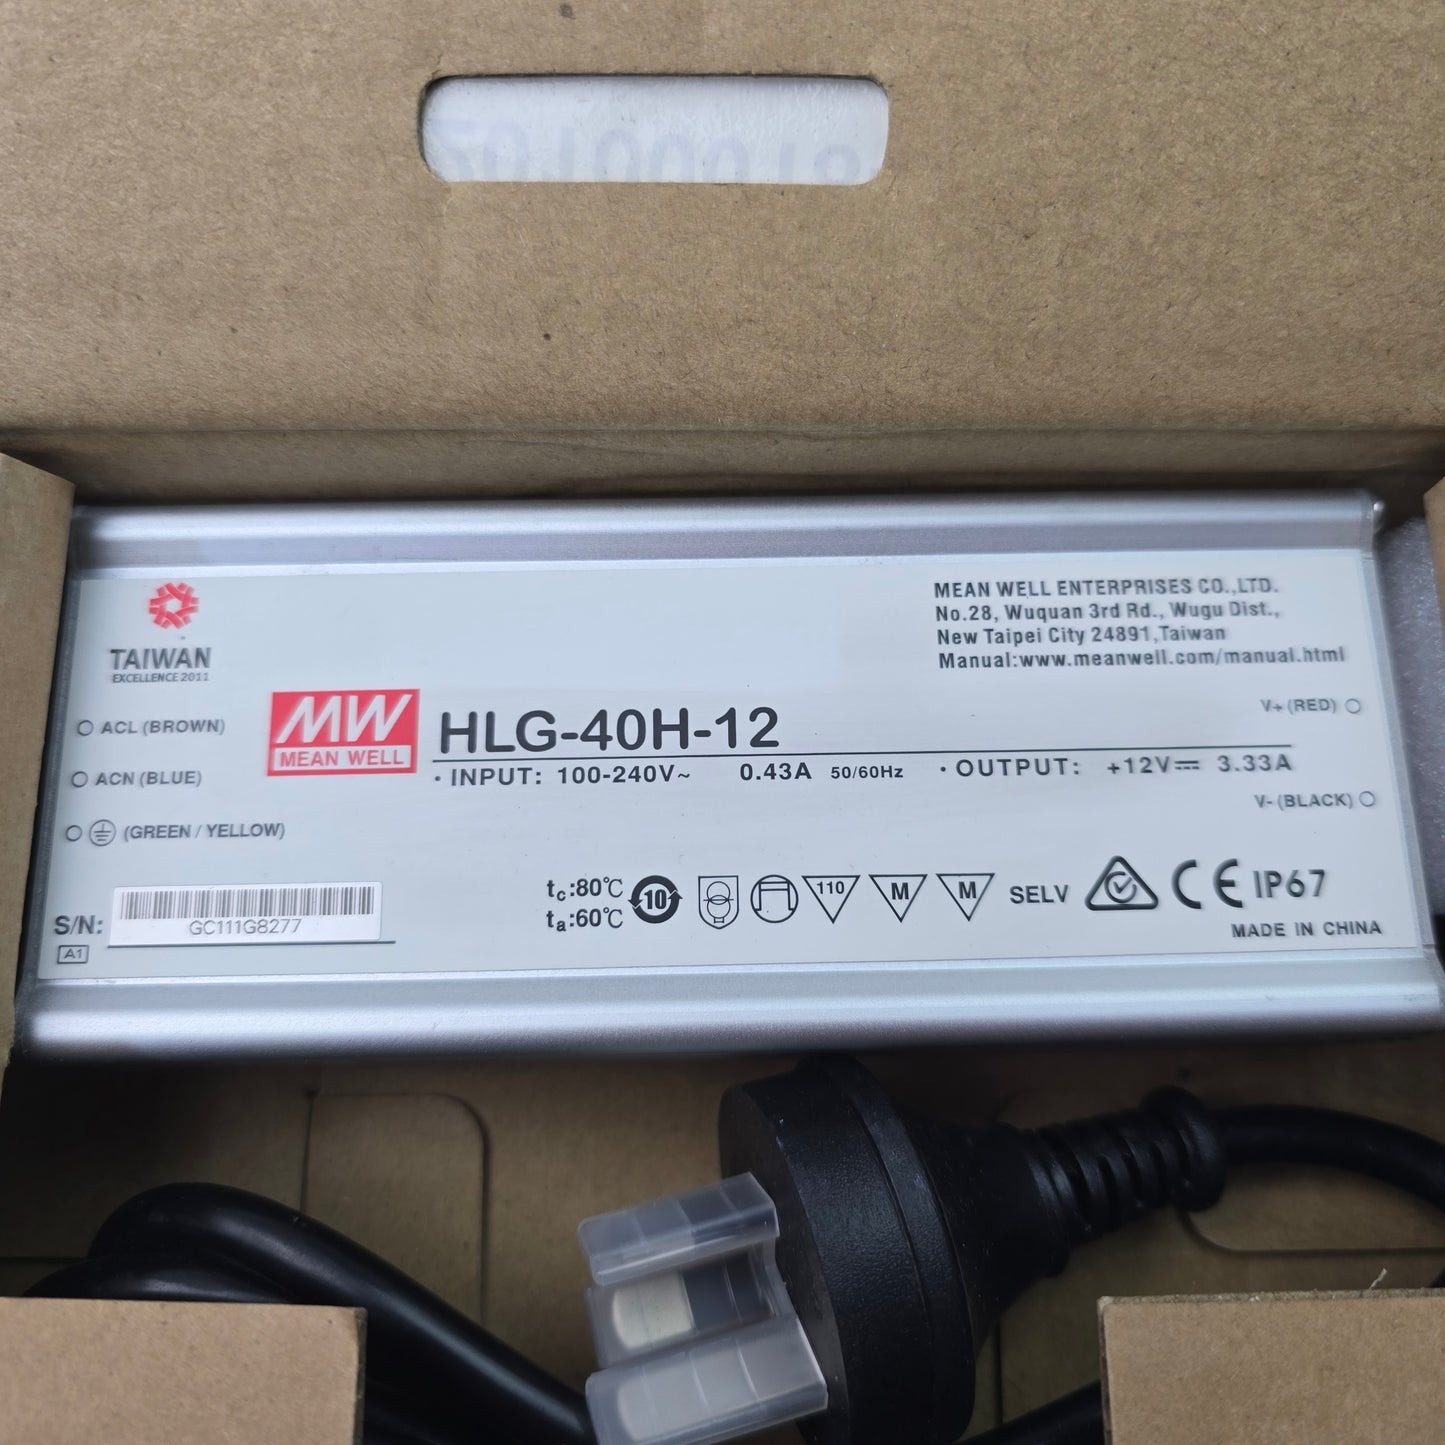 TAIWAN
EXCELLENCE 2011
MEAN WELL ENTERPRISES CO.,LTD.
No.28, Wuquan 3rd Rd., Wugu Dist.,
New Taipei City 24891,Taiwan
Manual:www.meanwell.com/manual.html
ACL (BROWN)
ACN (BLUE)
(GREEN / YELLOW)
MW
MEAN WELL
HLG-40H-12
· INPUT: 100-240V~ 0.43A 50/60Hz · OUTPUT: +12V⎓ 3.33A
V+ (RED)
V- (BLACK)
S/N:
GC111G8277
A1
tc:80℃
ta:60℃
10
110
M
M
SELV
CE
IP67
MADE IN CHINA